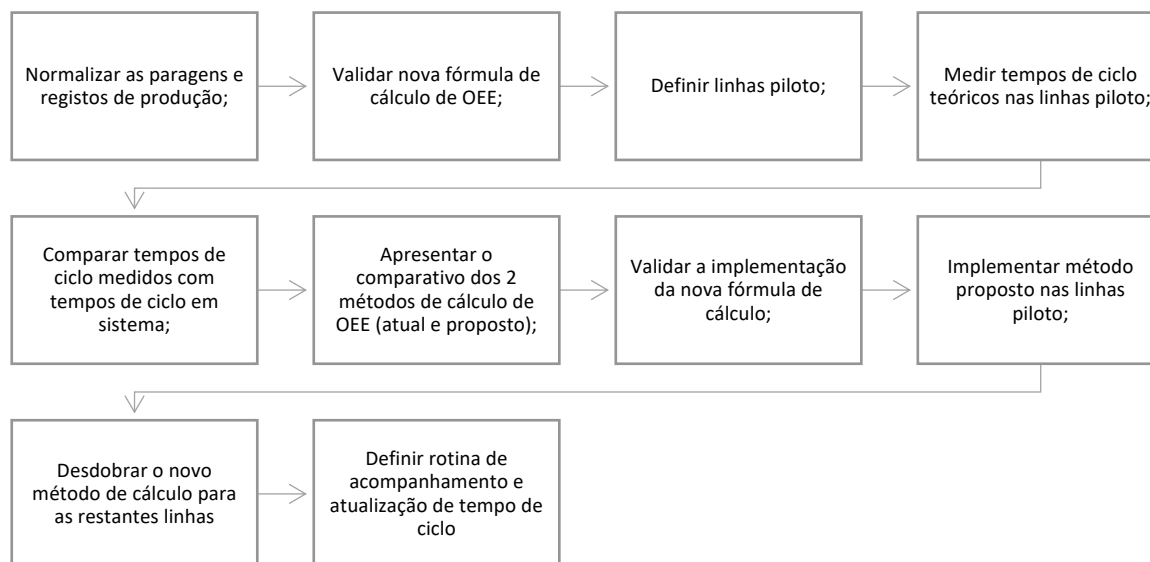 Normalizar as paragens e
registos de produção;
Validar nova fórmula de
cálculo de OEE;
Definir linhas piloto;
Medir tempos de ciclo
teóricos nas linhas piloto;
Comparar tempos de
ciclo medidos com
tempos de ciclo em
sistema;
Apresentar o
comparativo dos 2
métodos de cálculo de
OEE (atual e proposto);
Validar a implementação
da nova fórmula de
cálculo;
Implementar método
proposto nas linhas
piloto;
Desdobrar o novo
método de cálculo para
as restantes linhas
Definir rotina de
acompanhamento e
atualização de tempo de
ciclo